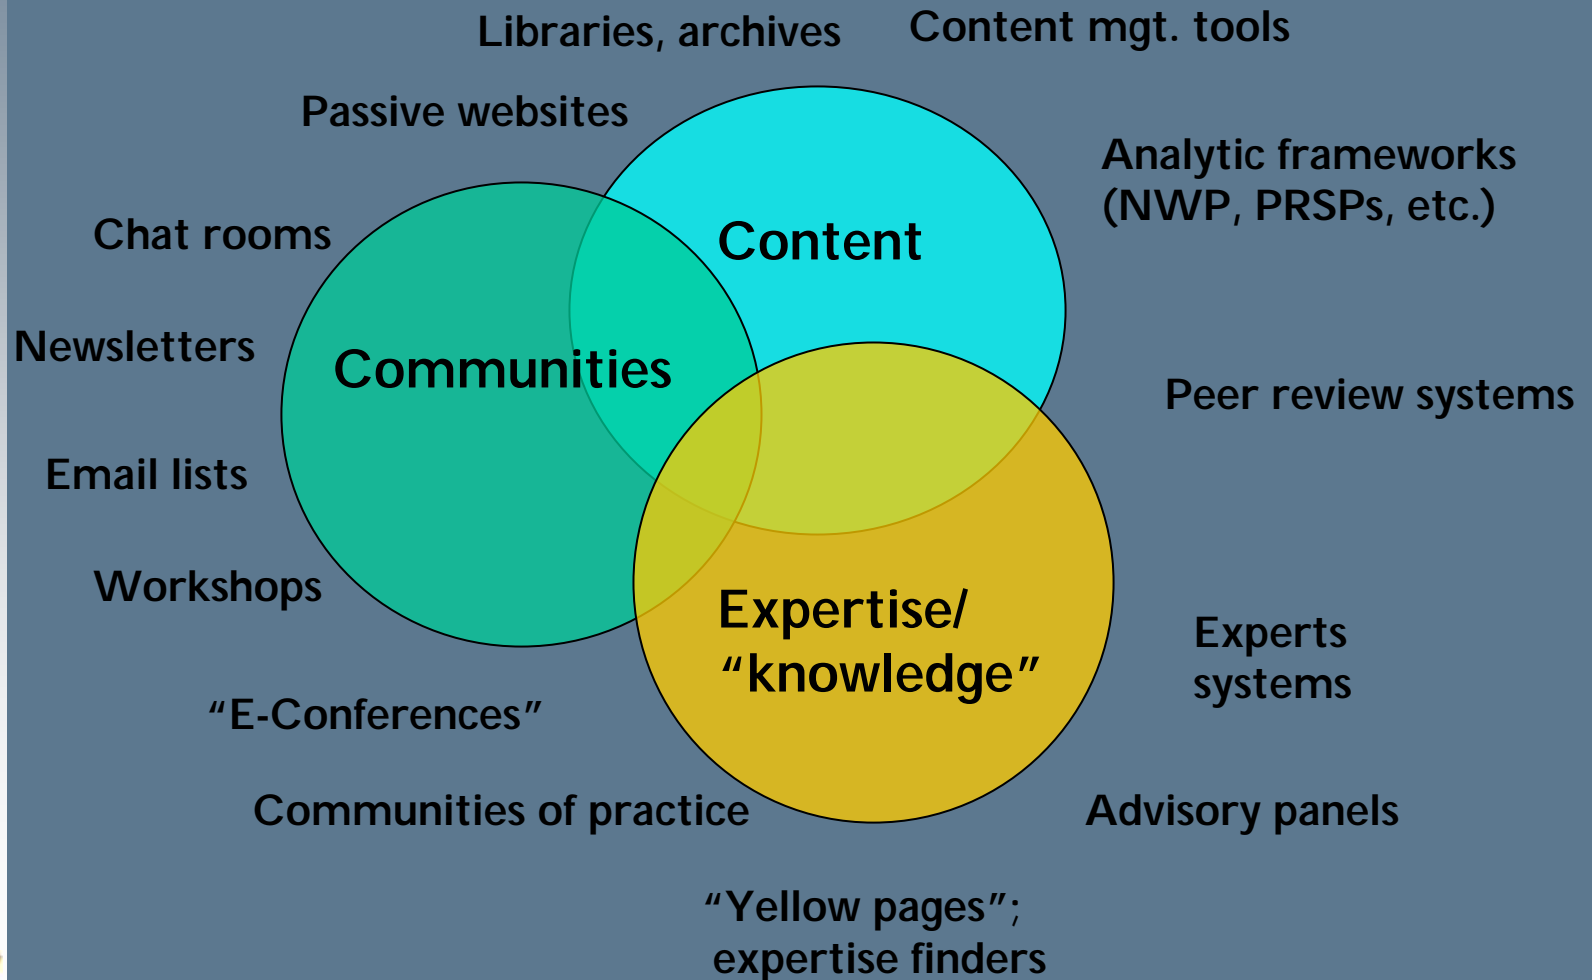 Libraries, archives
Content mgt. tools
Passive websites
Analytic frameworks
(NWP, PRSPs, etc.)
Chat rooms
Content
Newsletters
Communities
Peer review systems
Email lists
Workshops
Expertise/
“knowledge”
Experts
systems
“E-Conferences”
Communities of practice
Advisory panels
“Yellow pages”;
expertise finders